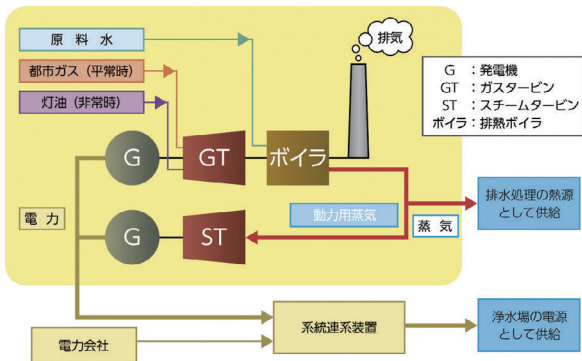 原料水
都市ガス（平常時）
灯油（非常時）
排気
G ：発電機
GT ：ガスタービン
ST ：スチームタービン
ボイラ：排熱ボイラ
G
GT
ボイラ
電力
動力用蒸気
蒸気
排水処理の熱源
として供給
G
ST
系統連系装置
浄水場の電源
として供給
電力会社